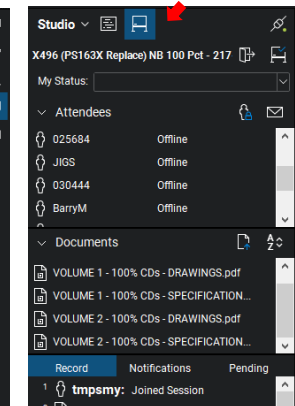 Studio
X496 (PS163X Replace) NB 100 Pct - 217
My Status:
Attendees
025684 Offline
JIGS Offline
030444 Offline
BarryM Offline
Documents
VOLUME 1 - 100% CDs - DRAWINGS.pdf
VOLUME 1 - 100% CDs - SPECIFICATION...
VOLUME 2 - 100% CDs - DRAWINGS.pdf
VOLUME 2 - 100% CDs - SPECIFICATION...
Record Notifications Pending
1 tmpsmy: Joined Session